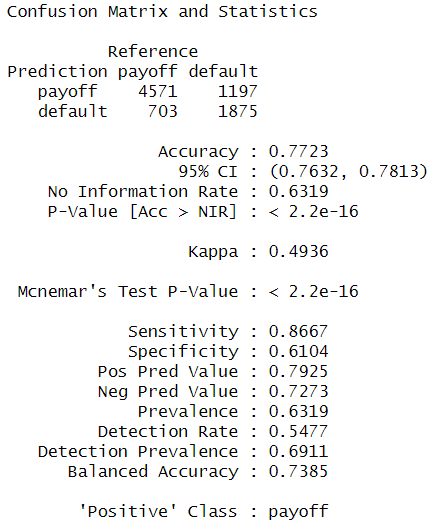 Confusion Matrix and Statistics
Reference
Prediction payoff default
payoff 4571 1197
default 703 1875
Accuracy : 0.7723
95% CI : (0.7632, 0.7813)
No Information Rate : 0.6319
P-Value [Acc > NIR] : < 2.2e-16
Kappa : 0.4936
Mcnemar's Test P-Value : < 2.2e-16
Sensitivity : 0.8667
Specificity : 0.6104
Pos Pred Value : 0.7925
Neg Pred Value : 0.7273
Prevalence : 0.6319
Detection Rate : 0.5477
Detection Prevalence : 0.6911
Balanced Accuracy : 0.7385
'Positive' Class : payoff